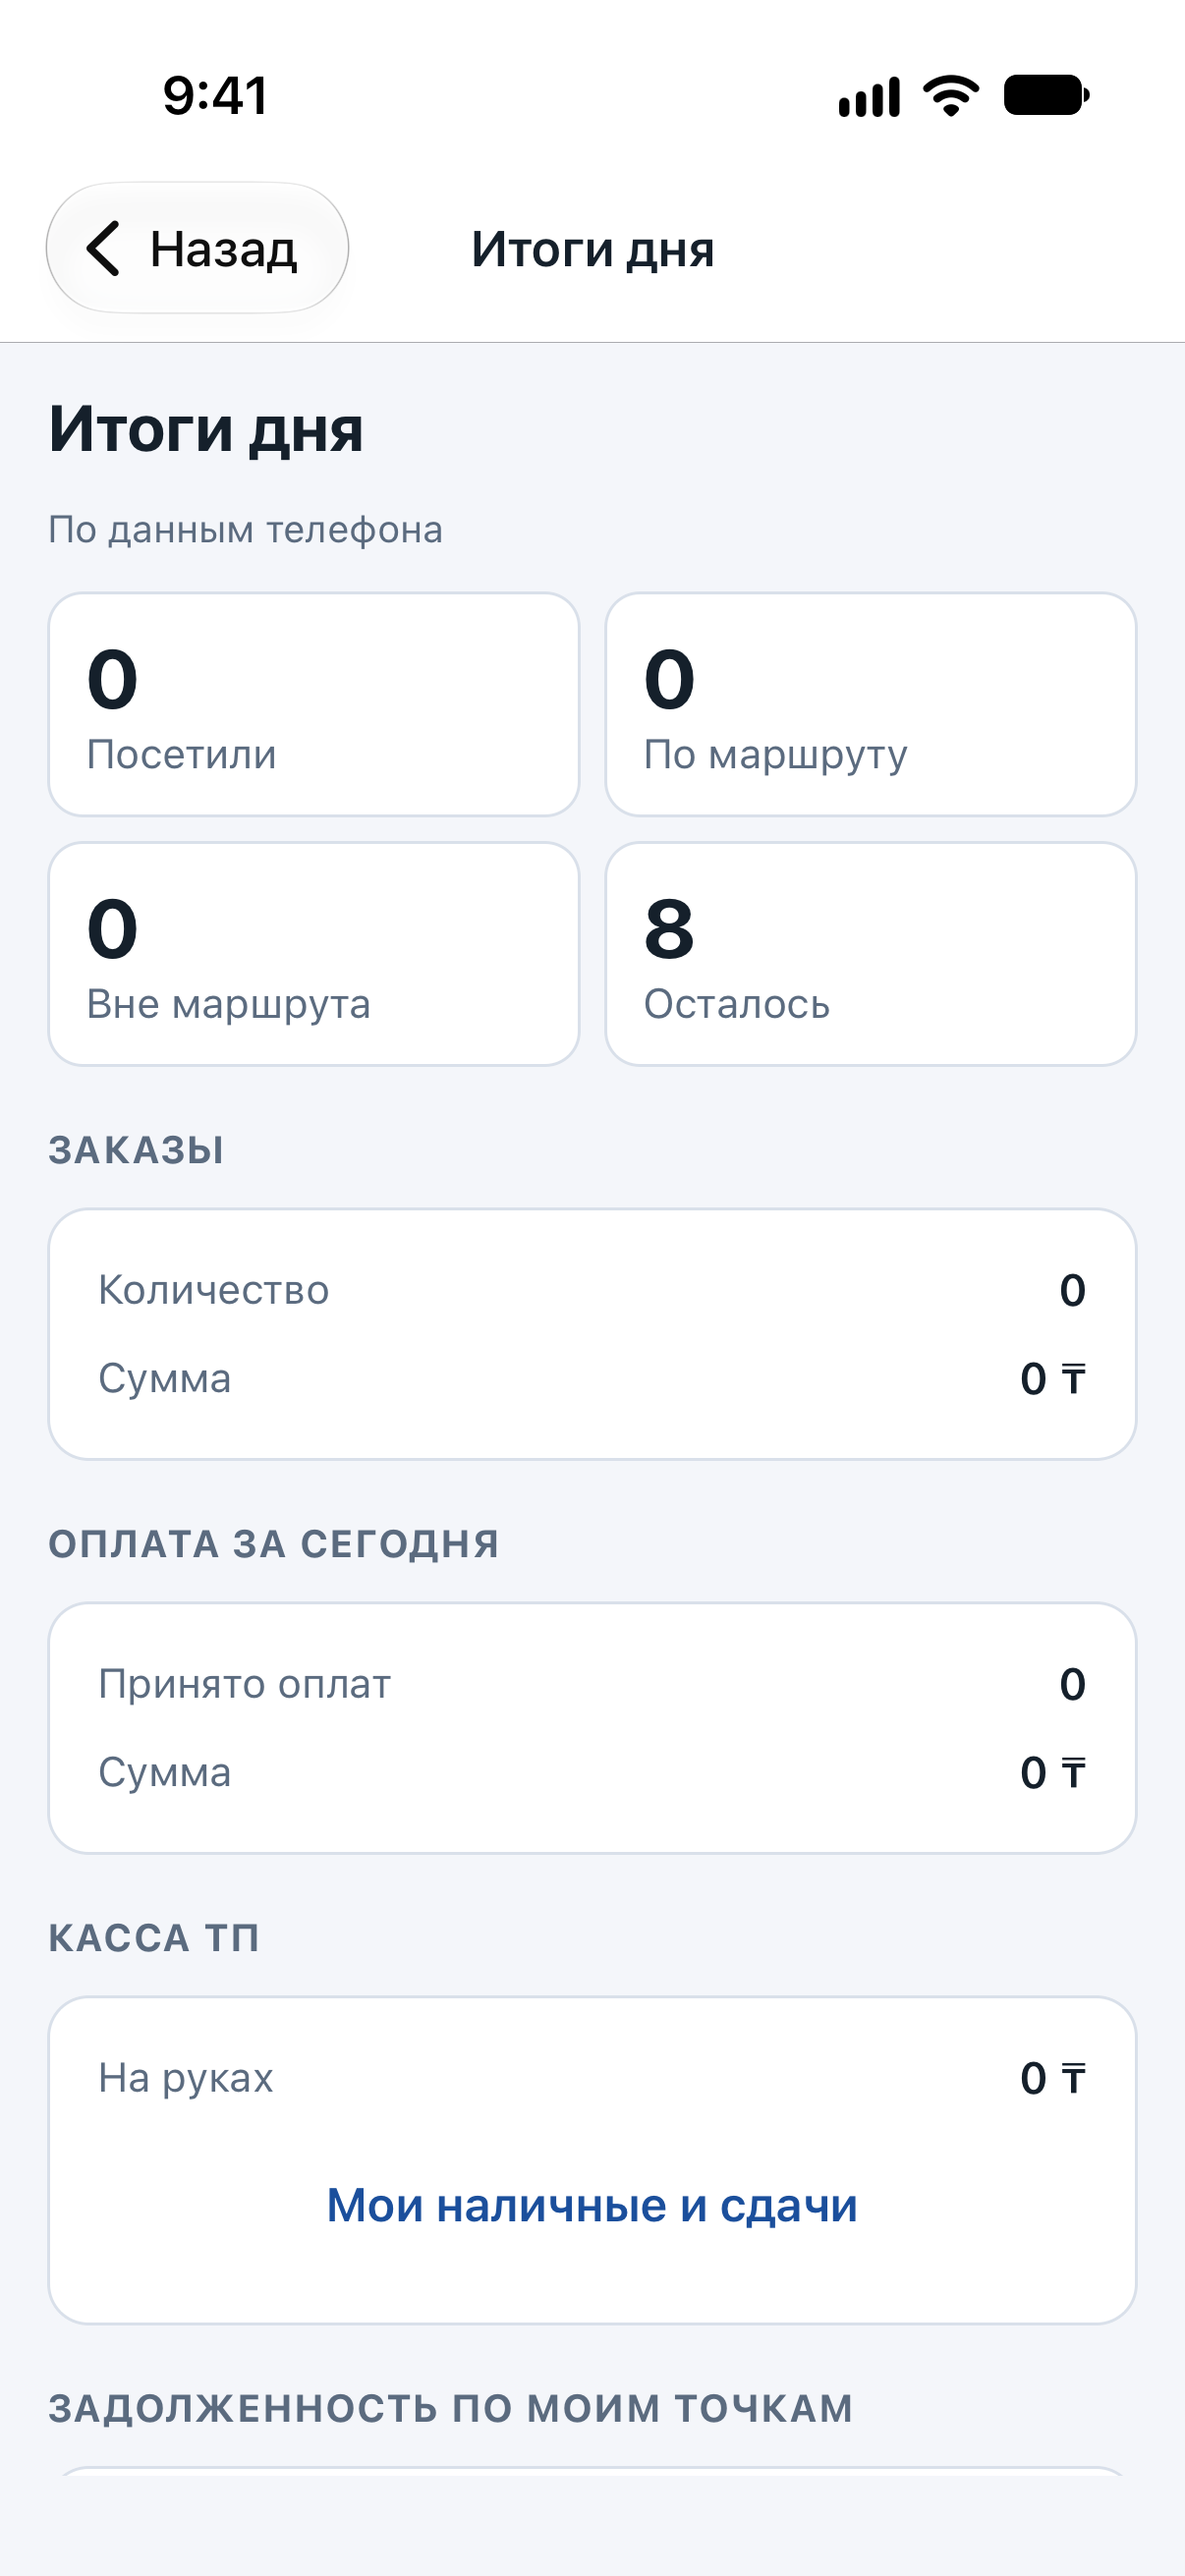 9:41
Назад
Итоги дня
Итоги дня
По данным телефона
0
Посетили
0
По маршруту
0
Вне маршрута
8
Осталось
ЗАКАЗЫ
Количество 0
Сумма 0 ₸
ОПЛАТА ЗА СЕГОДНЯ
Принято оплат 0
Сумма 0 ₸
КАССА ТП
На руках 0 ₸
Мои наличные и сдачи
ЗАДОЛЖЕННОСТЬ ПО МОИМ ТОЧКАМ